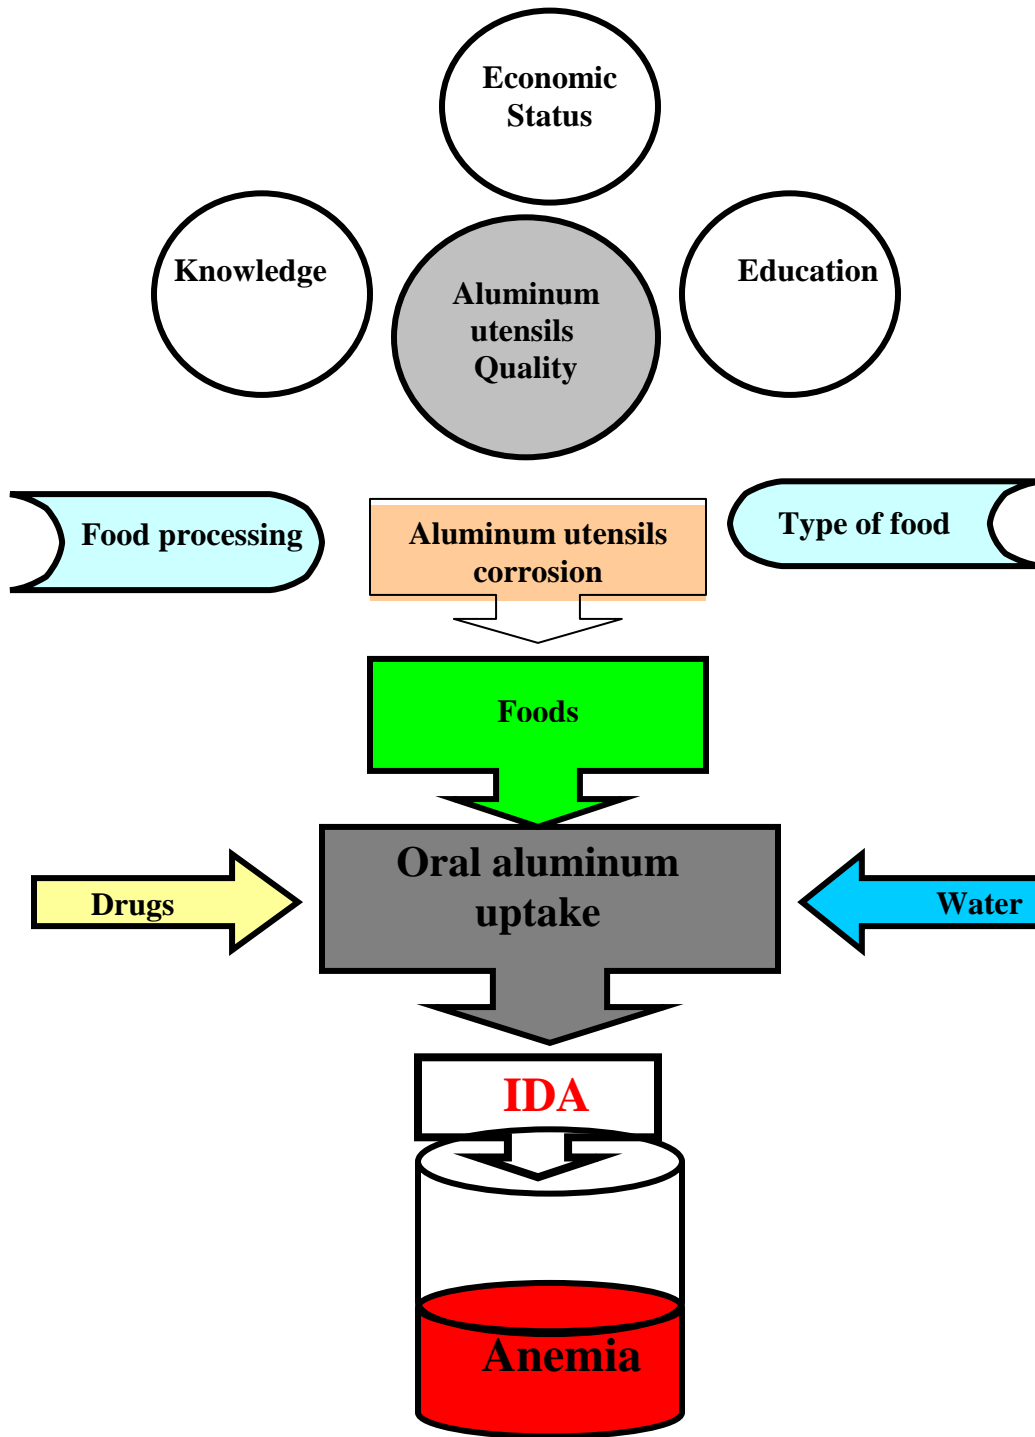 Economic
Status
Knowledge
Education
Aluminum
utensils
Quality
Food processing
Aluminum utensils
corrosion
Type of food
Foods
Oral aluminum
uptake
Drugs
Water
IDA
Anemia